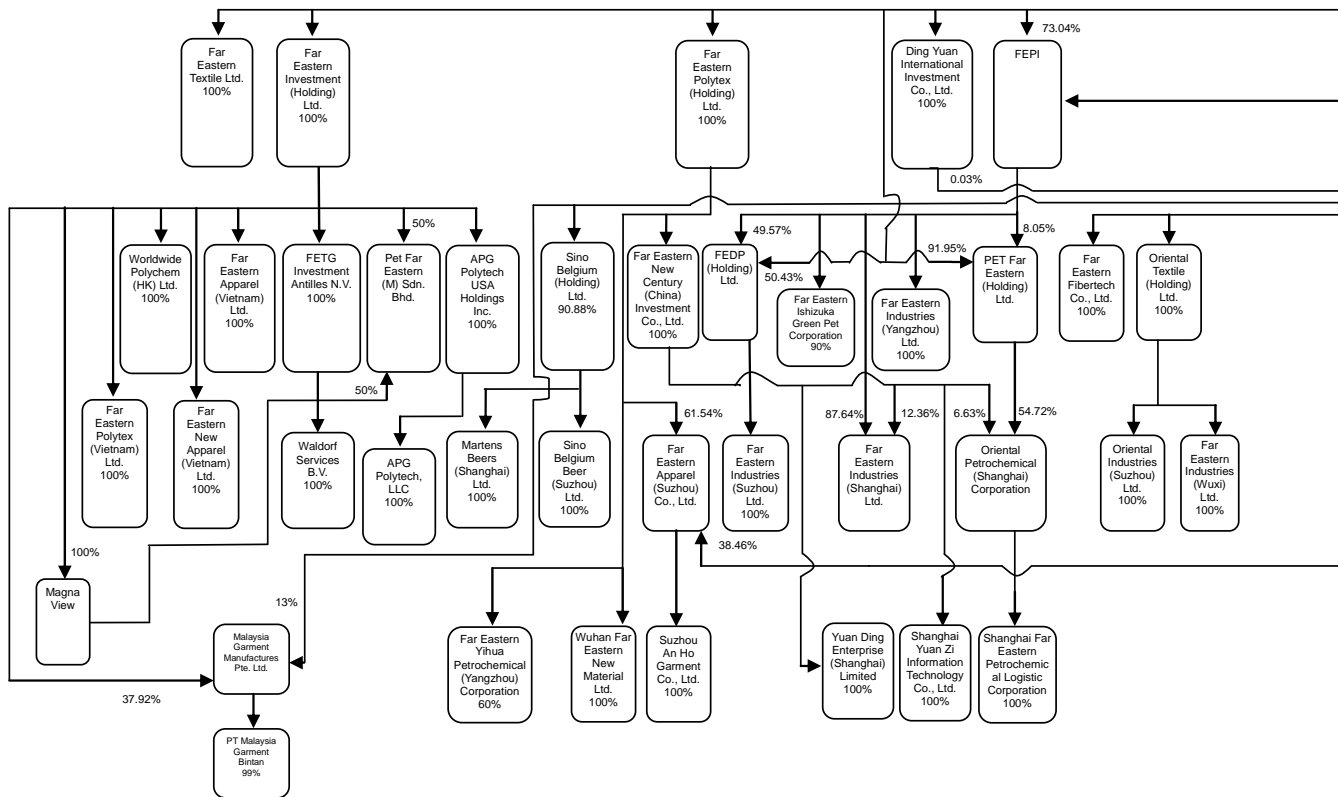 73.04%
Far
Eastern
Textile Ltd.
100%
Far
Eastern
Investment
(Holding)
Ltd.
100%
Far
Eastern
Polytex
(Holding)
Ltd.
100%
Ding Yuan
International
Investment
Co., Ltd.
100%
FEPI
0.03%
50%
49.57%
8.05%
91.95%
50.43%
Worldwide
Polychem
(HK) Ltd.
100%
Far
Eastern
Apparel
(Vietnam)
Ltd.
100%
FETG
Investment
Antilles N.V.
100%
Pet Far
Eastern
(M) Sdn.
Bhd.
APG
Polytech
USA
Holdings
Inc.
100%
Sino
Belgium
(Holding)
Ltd.
90.88%
Far Eastern
New
Century
(China)
Investment
Co., Ltd.
100%
FEDP
(Holding)
Ltd.
Far Eastern
Ishizuka
Green Pet
Corporation
90%
Far Eastern
Industries
(Yangzhou)
Ltd.
100%
PET Far
Eastern
(Holding)
Ltd.
Far
Eastern
Fibertech
Co., Ltd.
100%
Oriental
Textile
(Holding)
Ltd.
100%
50%
61.54%
87.64%
12.36%
6.63%
54.72%
Far
Eastern
Polytex
(Vietnam)
Ltd.
100%
Far
Eastern
New
Apparel
(Vietnam)
Ltd.
100%
Waldorf
Services
B.V.
100%
APG
Polytech,
LLC
100%
Martens
Beers
(Shanghai)
Ltd.
100%
Sino
Belgium
Beer
(Suzhou)
Ltd.
100%
Far
Eastern
Apparel
(Suzhou)
Co., Ltd.
Far
Eastern
Industries
(Suzhou)
Ltd.
100%
Far
Eastern
Industries
(Shanghai)
Ltd.
Oriental
Petrochemical
(Shanghai)
Corporation
Oriental
Industries
(Suzhou)
Ltd.
100%
Far
Eastern
Industries
(Wuxi) Ltd.
100%
38.46%
100%
Magna
View
13%
Malaysia
Garment
Manufactures
Pte. Ltd.
37.92%
PT Malaysia
Garment
Bintan
99%
Far Eastern
Yihua
Petrochemical
(Yangzhou)
Corporation
60%
Wuhan Far
Eastern
New
Material
Ltd.
100%
Suzhou
An Ho
Garment
Co., Ltd.
100%
Yuan Ding
Enterprise
(Shanghai)
Limited
100%
Shanghai
Yuan Zi
Information
Technology
Co., Ltd.
100%
Shanghai Far
Eastern
Petrochemic
al Logistic
Corporation
100%